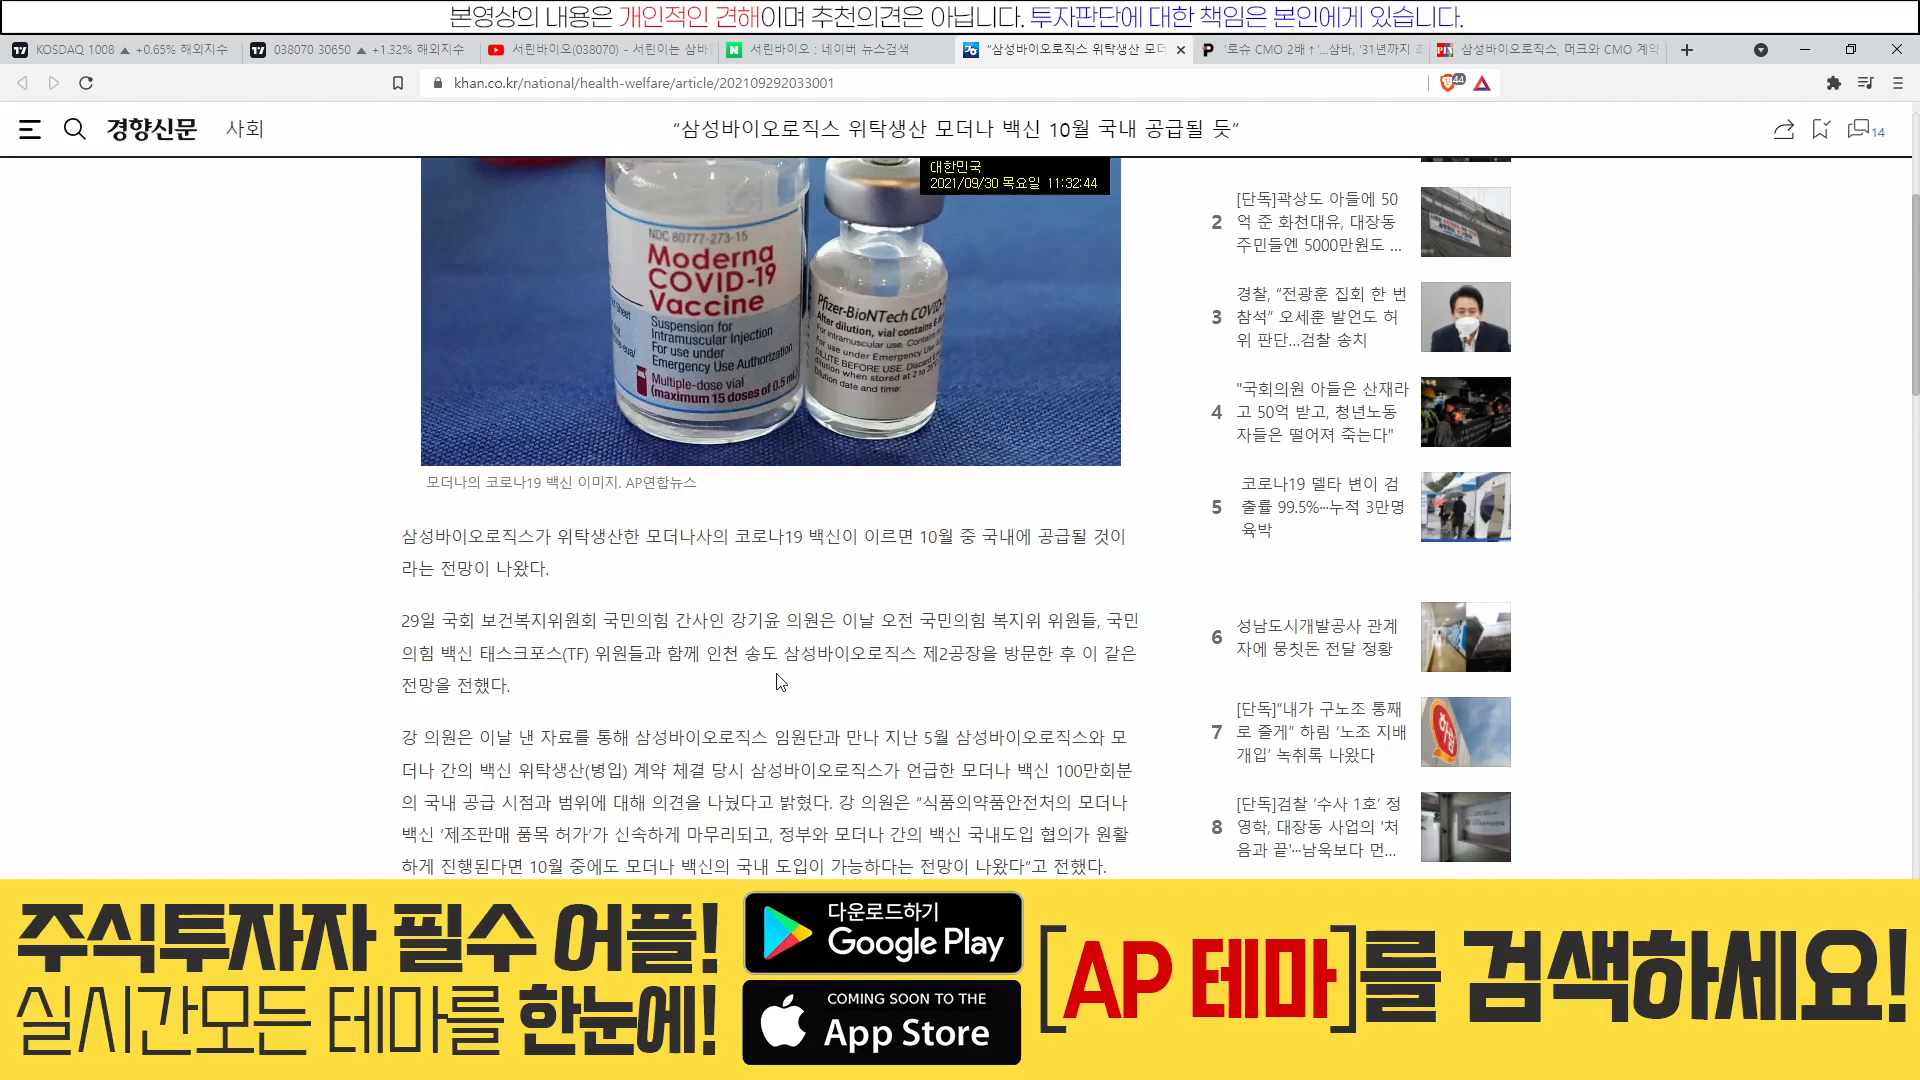 본영상의 내용은 개인적인 견해이며 추천의견은 아닙니다. 투자판단에 대한 책임은 본인에게 있습니다.
KOSDAQ 1008 ▲ +0.65% 해외지수
038070 30650 ▲ +1.32% 해외지수
서린바이오(038070) - 서린이는 삼바
서린바이오 : 네이버 뉴스검색
“삼성바이오로직스 위탁생산 모더
'로슈 CMO 2배↑'...삼바, '31년까지
삼성바이오로직스, 머크와 CMO 계약
khan.co.kr/national/health-welfare/article/202109292033001
44
경향신문 사회
“삼성바이오로직스 위탁생산 모더나 백신 10월 국내 공급될 듯”
14
대한민국
2021/09/30 목요일 11:32:44
NDC 80777-273-15
Moderna
COVID-19
Vaccine
Suspension for
Intramuscular Injection
For use under
Emergency Use Authorization
Multiple-dose vial
(maximum 15 doses of 0.5 mL)
Pfizer-BioNTech COVID-
After dilution, vial contains 6
For intramuscular use. Contains
For use under Emergency Use
DILUTE BEFORE USE.
Dilution date and time:
모더나의 코로나19 백신 이미지. AP연합뉴스
삼성바이오로직스가 위탁생산한 모더나사의 코로나19 백신이 이르면 10월 중 국내에 공급될 것이
라는 전망이 나왔다.
29일 국회 보건복지위원회 국민의힘 간사인 강기윤 의원은 이날 오전 국민의힘 복지위 위원들, 국민
의힘 백신 태스크포스(TF) 위원들과 함께 인천 송도 삼성바이오로직스 제2공장을 방문한 후 이 같은
전망을 전했다.
강 의원은 이날 낸 자료를 통해 삼성바이오로직스 임원단과 만나 지난 5월 삼성바이오로직스와 모
더나 간의 백신 위탁생산(병입) 계약 체결 당시 삼성바이오로직스가 언급한 모더나 백신 100만회분
의 국내 공급 시점과 범위에 대해 의견을 나눴다고 밝혔다. 강 의원은 “식품의약품안전처의 모더나
백신 ‘제조판매 품목 허가’가 신속하게 마무리되고, 정부와 모더나 간의 백신 국내도입 협의가 원활
하게 진행된다면 10월 중에도 모더나 백신의 국내 도입이 가능하다는 전망이 나왔다”고 전했다.
2
[단독]곽상도 아들에 50
억 준 화천대유, 대장동
주민들엔 5000만원도 ...
3
경찰, “전광훈 집회 한 번
참석” 오세훈 발언도 허
위 판단...검찰 송치
4
"국회의원 아들은 산재라
고 50억 받고, 청년노동
자들은 떨어져 죽는다"
5
코로나19 델타 변이 검
출률 99.5%…누적 3만명
육박
6
성남도시개발공사 관계
자에 뭉칫돈 전달 정황
7
[단독]“내가 구노조 통째
로 줄게” 하림 ‘노조 지배
개입’ 녹취록 나왔다
8
[단독]검찰 ‘수사 1호’ 정
영학, 대장동 사업의 '처
음과 끝'…남욱보다 먼...
주식투자자 필수 어플!
실시간모든 테마를 한눈에!
다운로드하기
Google Play
COMING SOON TO THE
App Store
[AP 테마]를 검색하세요!